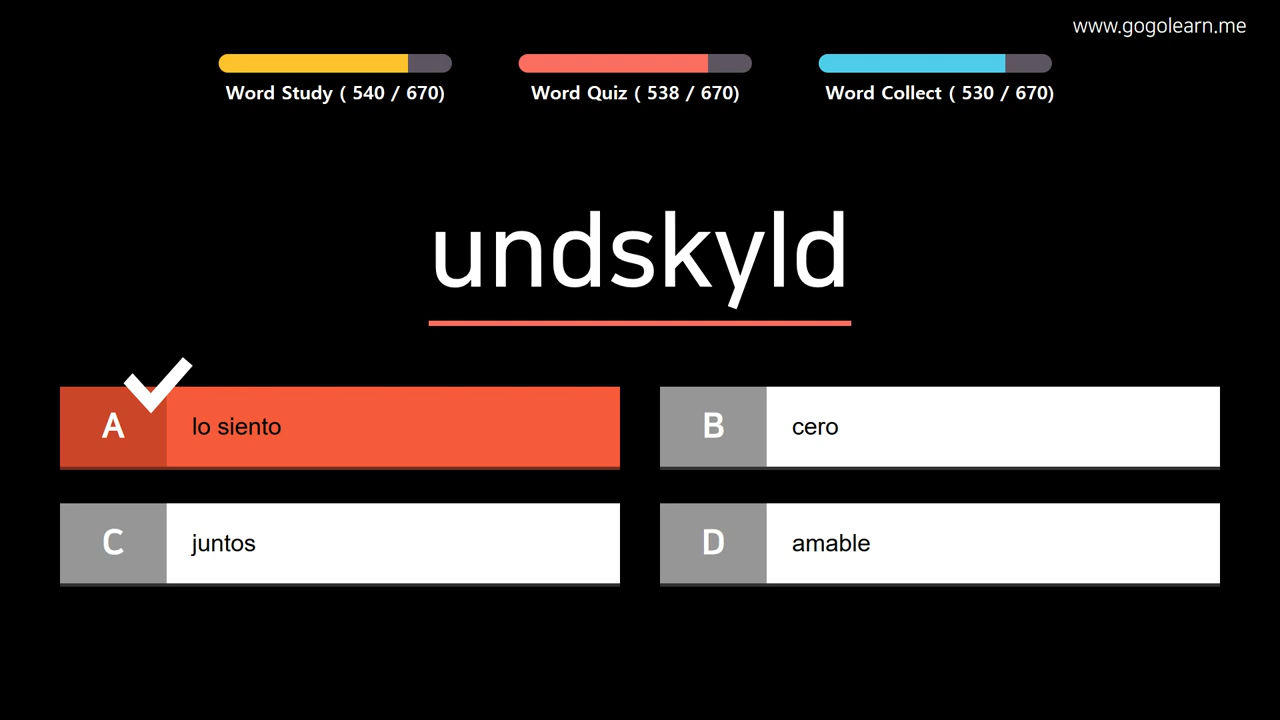 www.gogolearn.me
Word Study ( 540 / 670)
Word Quiz ( 538 / 670)
Word Collect ( 530 / 670)
undskyld
A lo siento
B cero
C juntos
D amable